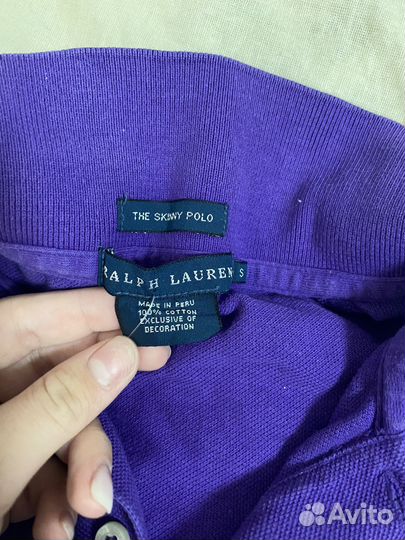 THE SKINNY POLO
RALPH LAUREN
S
MADE IN PERU
100% COTTON
EXCLUSIVE OF
DECORATION
Avito